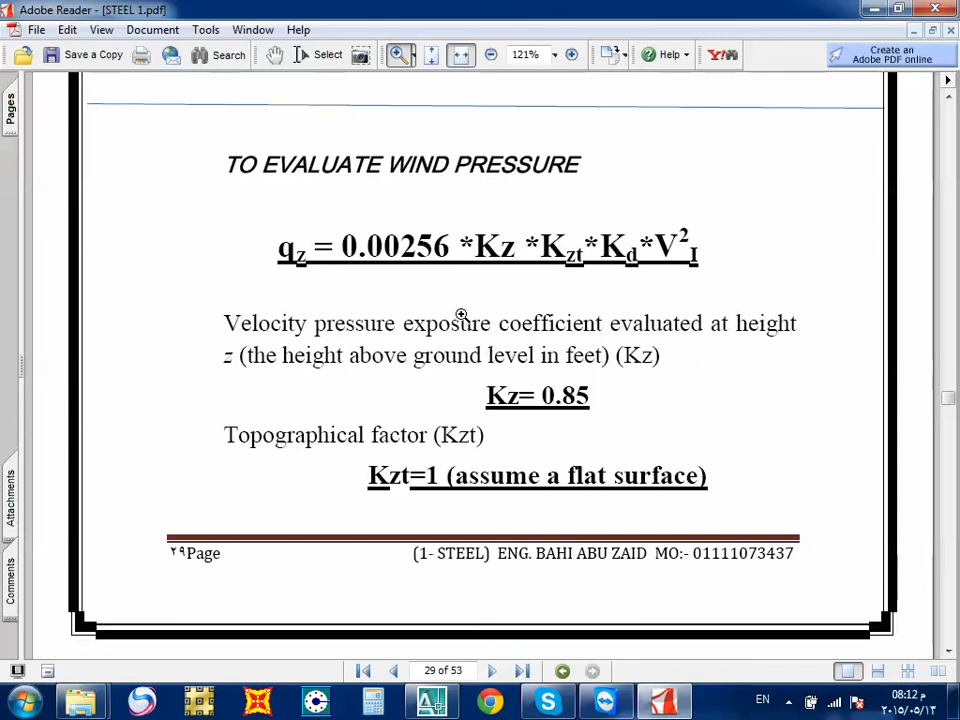 Adobe Reader - [STEEL 1.pdf]
File Edit View Document Tools Window Help
Save a Copy Search Select 121% Help Y! Create an Adobe PDF online
Pages
TO EVALUATE WIND PRESSURE
qz = 0.00256 *Kz *Kzt*Kd*V2I
Velocity pressure exposure coefficient evaluated at height
z (the height above ground level in feet) (Kz)
Kz= 0.85
Topographical factor (Kzt)
Kzt=1 (assume a flat surface)
٢٩Page (1- STEEL) ENG. BAHI ABU ZAID MO:- 01111073437
Attachments
Comments
29 of 53
EN 08:12 م
٢٠١٥/٠٥/١٣